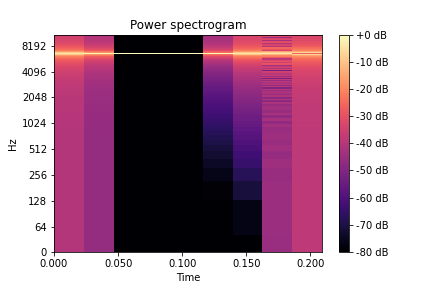 Power spectrogram
8192
4096
2048
1024
512
256
128
64
0
Hz
0.000 0.050 0.100 0.150 0.200
Time
+0 dB
-10 dB
-20 dB
-30 dB
-40 dB
-50 dB
-60 dB
-70 dB
-80 dB